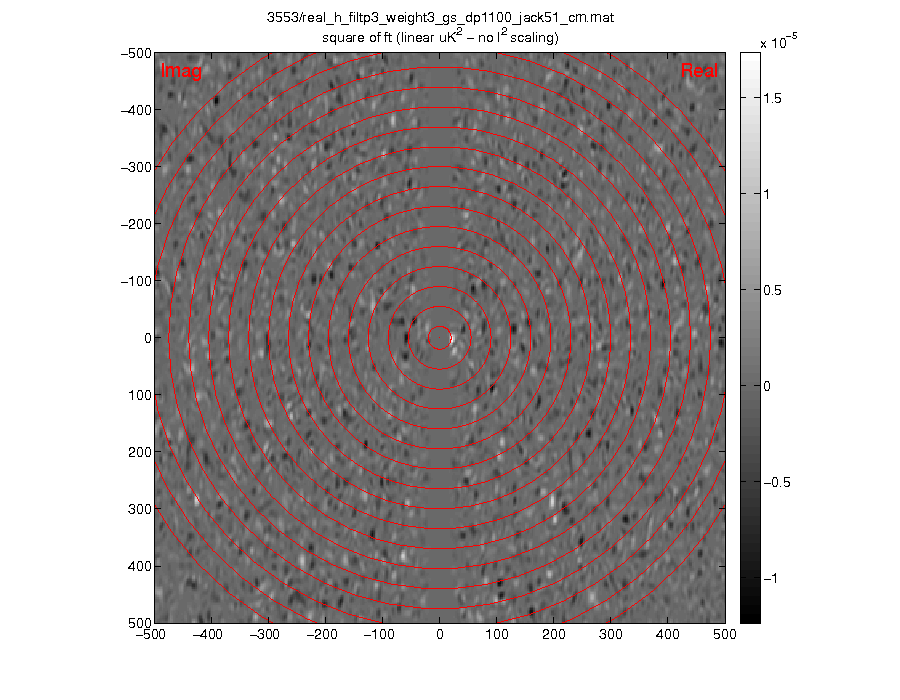 3553/real_h_filtp3_weight3_gs_dp1100_jack51_cm.mat
square of ft (linear uK² – no l² scaling)
x 10⁻⁵
Imag
Real
−500
−400
−300
−200
−100
0
100
200
300
400
500
1.5
1
0.5
0
−0.5
−1
−500 −400 −300 −200 −100 0 100 200 300 400 500